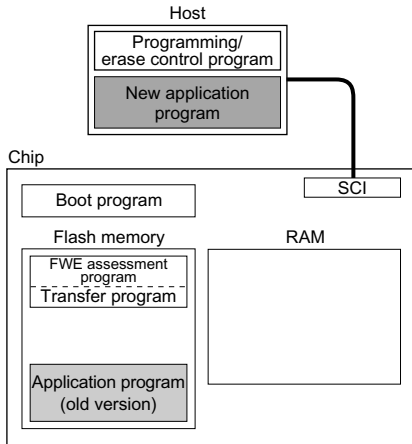 Host
Programming/
erase control program
New application
program
Chip
SCI
Boot program
Flash memory
RAM
FWE assessment
program
Transfer program
Application program
(old version)